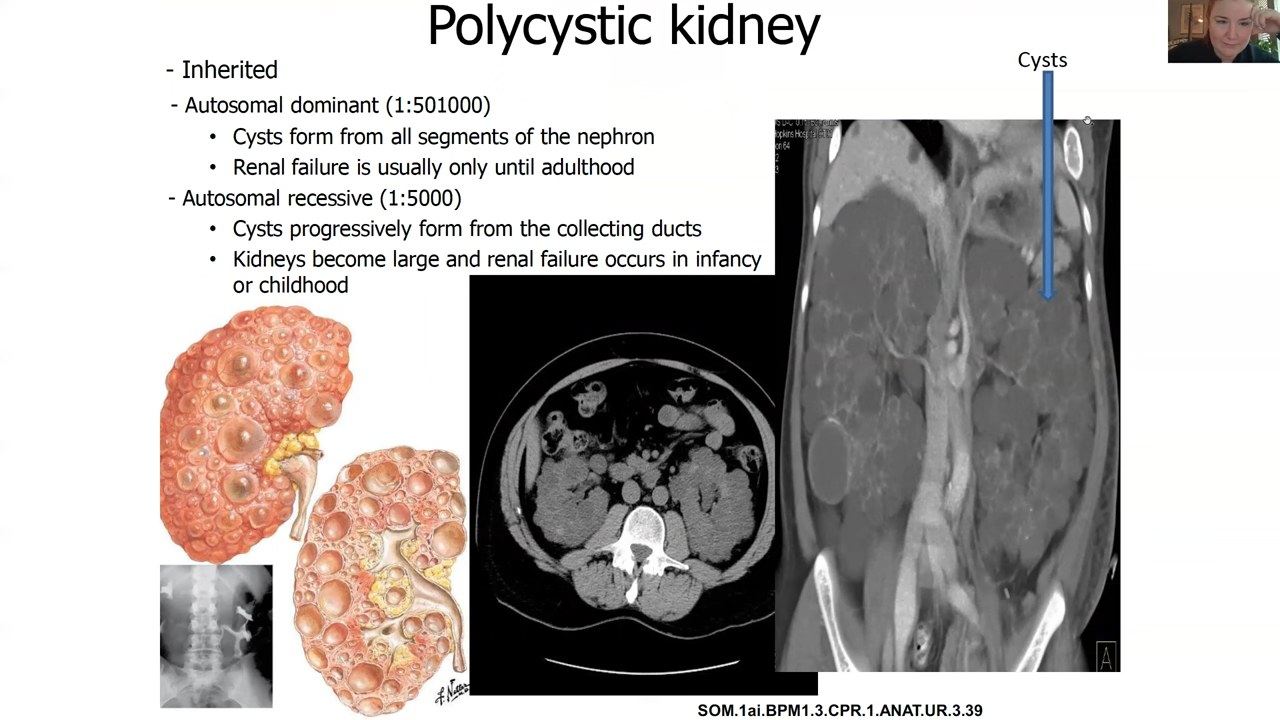 Polycystic kidney
- Inherited
- Autosomal dominant (1:501000)
• Cysts form from all segments of the nephron
• Renal failure is usually only until adulthood
- Autosomal recessive (1:5000)
• Cysts progressively form from the collecting ducts
• Kidneys become large and renal failure occurs in infancy
or childhood
Cysts
A
SOM.1ai.BPM1.3.CPR.1.ANAT.UR.3.39